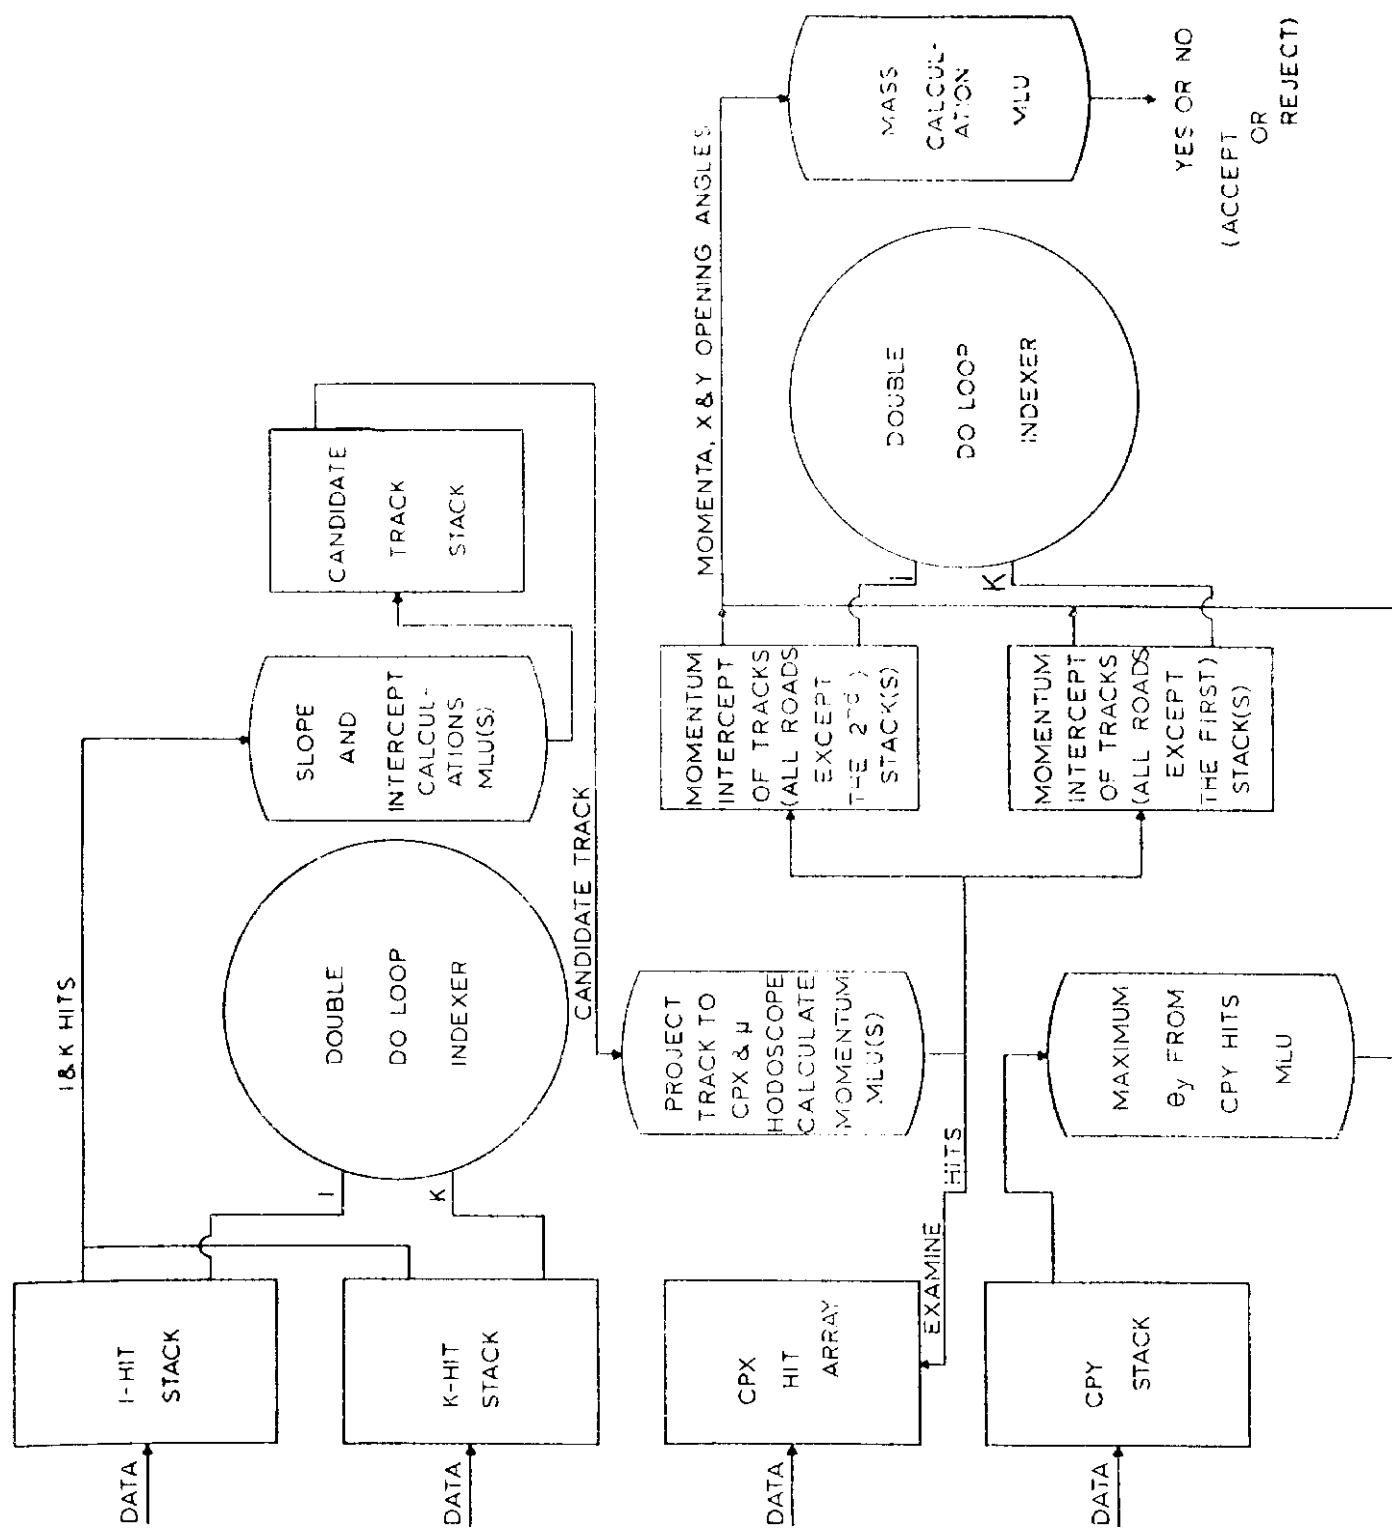 DATA
I-HIT
STACK
DATA
K-HIT
STACK
DATA
CPX
HIT
ARRAY
DATA
CPY
STACK
I & K HITS
I
K
DOUBLE
DO LOOP
INDEXER
SLOPE
AND
INTERCEPT
CALCUL-
ATIONS
MLU(S)
CANDIDATE
TRACK
STACK
CANDIDATE TRACK
PROJECT
TRACK TO
CPX & μ
HODOSCOPE
CALCULATE
MOMENTUM
MLU(S)
EXAMINE
HITS
MAXIMUM
θy FROM
CPY HITS
MLU
MOMENTUM
INTERCEPT
OF TRACKS
(ALL ROADS
EXCEPT
THE 2nd)
STACK(S)
MOMENTUM
INTERCEPT
OF TRACKS
(ALL ROADS
EXCEPT
THE FIRST)
STACK(S)
I
K
DOUBLE
DO LOOP
INDEXER
MOMENTA, X & Y OPENING ANGLES
MASS
CALCUL-
ATION
MLU
YES OR NO
(ACCEPT
OR
REJECT)